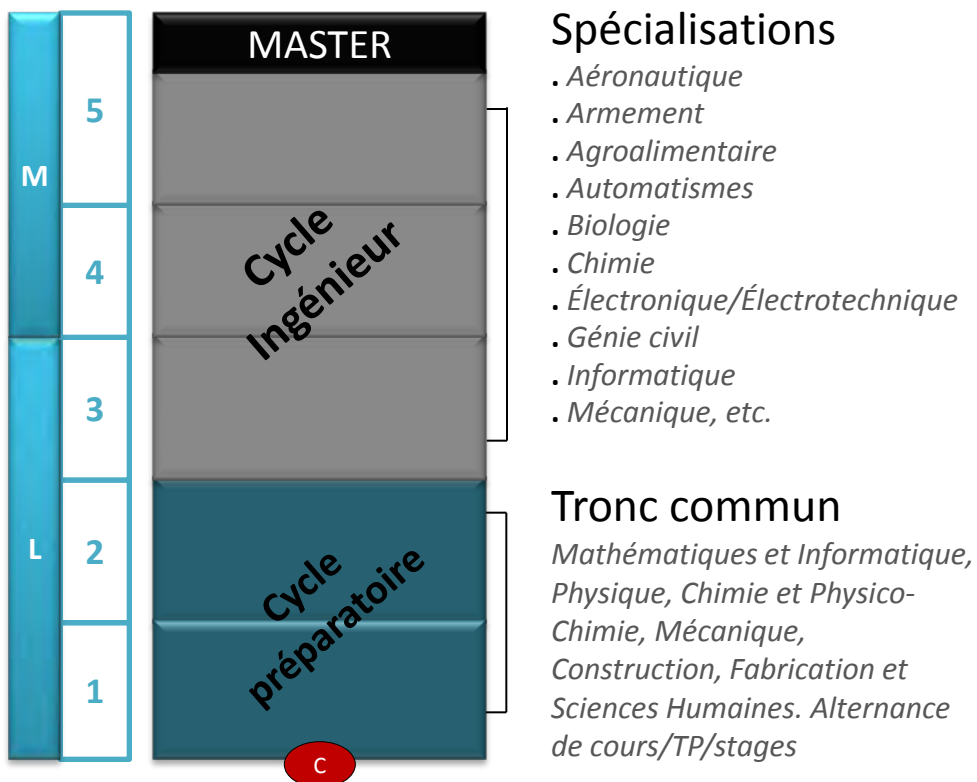 MASTER
5
M
4
3
L
2
1
Cycle
Ingénieur
Cycle
préparatoire
C
Spécialisations
. Aéronautique
. Armement
. Agroalimentaire
. Automatismes
. Biologie
. Chimie
. Électronique/Électrotechnique
. Génie civil
. Informatique
. Mécanique, etc.
Tronc commun
Mathématiques et Informatique,
Physique, Chimie et Physico-
Chimie, Mécanique,
Construction, Fabrication et
Sciences Humaines. Alternance
de cours/TP/stages